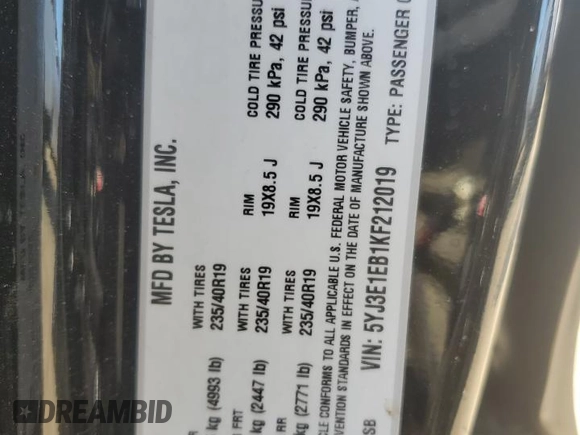 MFD BY TESLA, INC.
WITH TIRES RIM COLD TIRE PRESSU
kg (4993 lb) 235/40R19 19X8.5 J 290 kPa, 42 psi
FRT WITH TIRES RIM COLD TIRE PRESSUR
kg (2447 lb) 235/40R19 19X8.5 J 290 kPa, 42 psi
RR WITH TIRES
kg (2771 lb) 235/40R19
CLE CONFORMS TO ALL APPLICABLE U.S. FEDERAL MOTOR VEHICLE SAFETY, BUMPER,
VENTION STANDARDS IN EFFECT ON THE DATE OF MANUFACTURE SHOWN ABOVE.
VIN: 5YJ3E1EB1KF212019 TYPE: PASSENGER
SB
DREAMBID